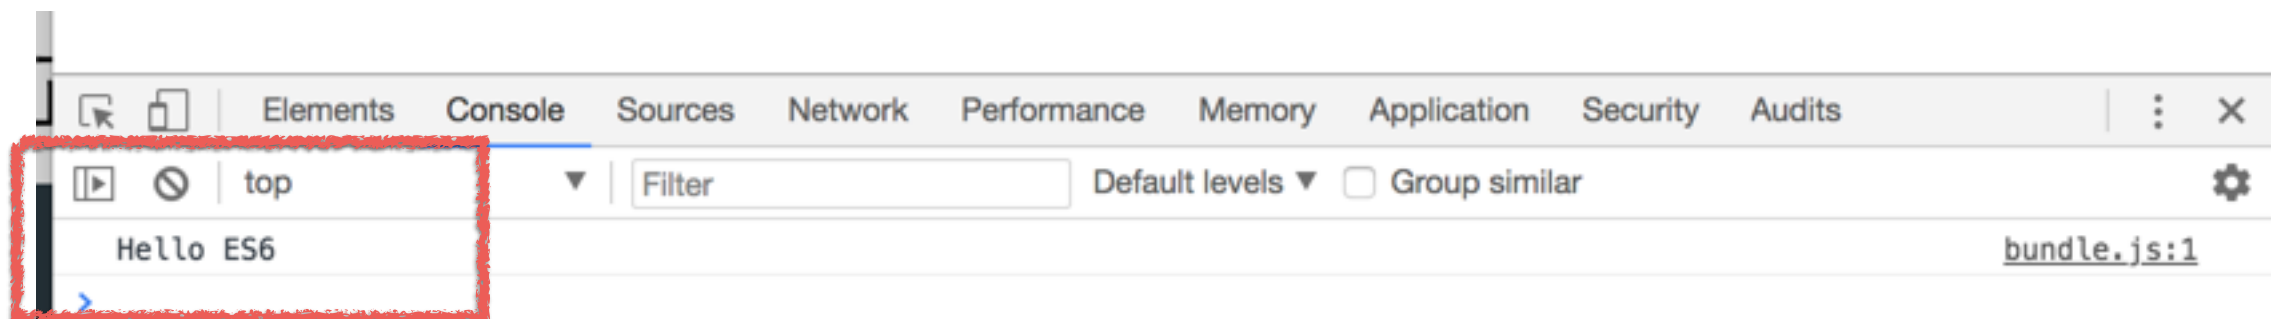 Elements Console Sources Network Performance Memory Application Security Audits
top Filter Default levels Group similar
Hello ES6 bundle.js:1